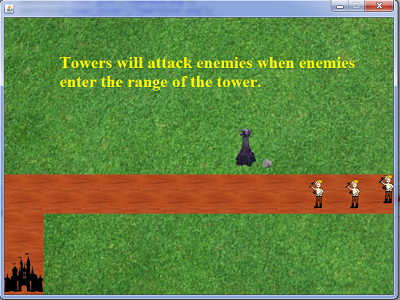 Towers will attack enemies when enemies
enter the range of the tower.